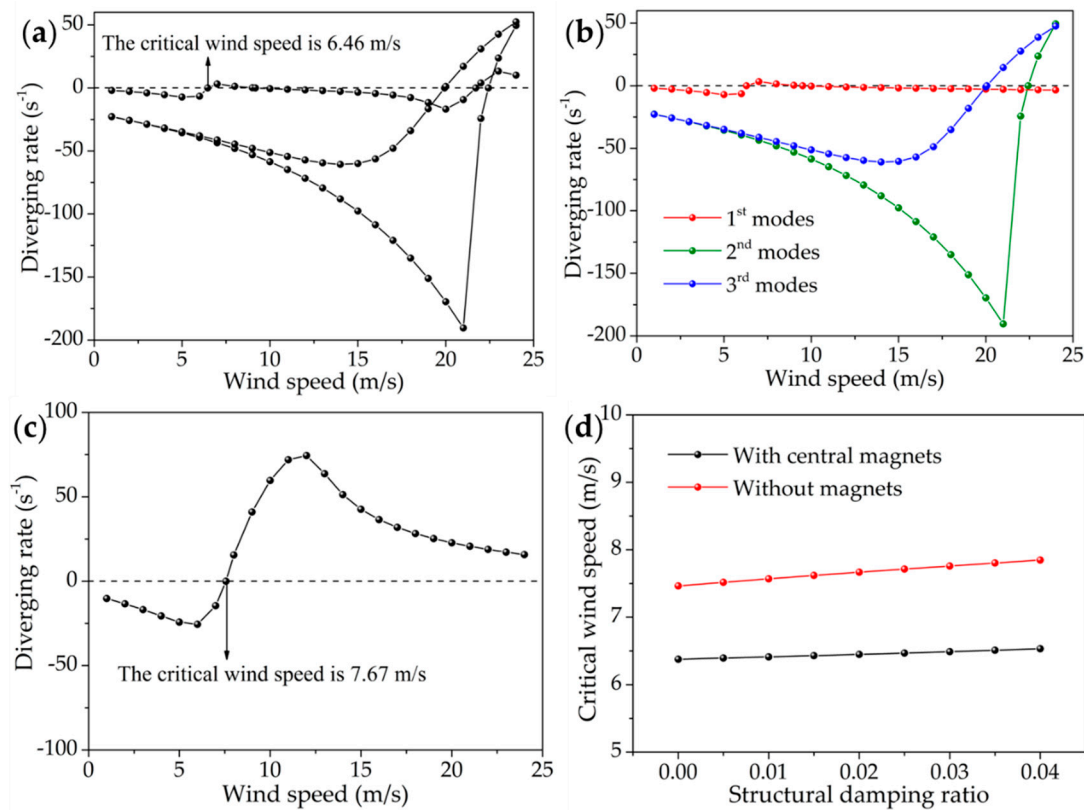 (a)
The critical wind speed is 6.46 m/s
50
0
-50
-100
-150
-200
Diverging rate (s-1)
0 5 10 15 20 25
Wind speed (m/s)
(b)
50
0
-50
-100
-150
-200
Diverging rate (s-1)
1st modes
2nd modes
3rd modes
0 5 10 15 20 25
Wind speed (m/s)
(c)
100
50
0
-50
-100
Diverging rate (s-1)
The critical wind speed is 7.67 m/s
0 5 10 15 20 25
Wind speed (m/s)
(d)
10
9
8
7
6
5
Critical wind speed (m/s)
With central magnets
Without magnets
0.00 0.01 0.02 0.03 0.04
Structural damping ratio